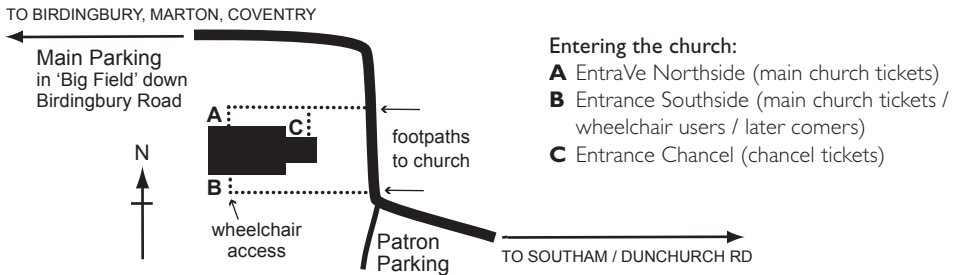 TO BIRDINGBURY, MARTON, COVENTRY
Main Parking
in ‘Big Field’ down
Birdingbury Road
N
A
C
B
footpaths
to church
wheelchair
access
Patron
Parking
TO SOUTHAM / DUNCHURCH RD
Entering the church:
A EntraVe Northside (main church tickets)
B Entrance Southside (main church tickets /
wheelchair users / later comers)
C Entrance Chancel (chancel tickets)